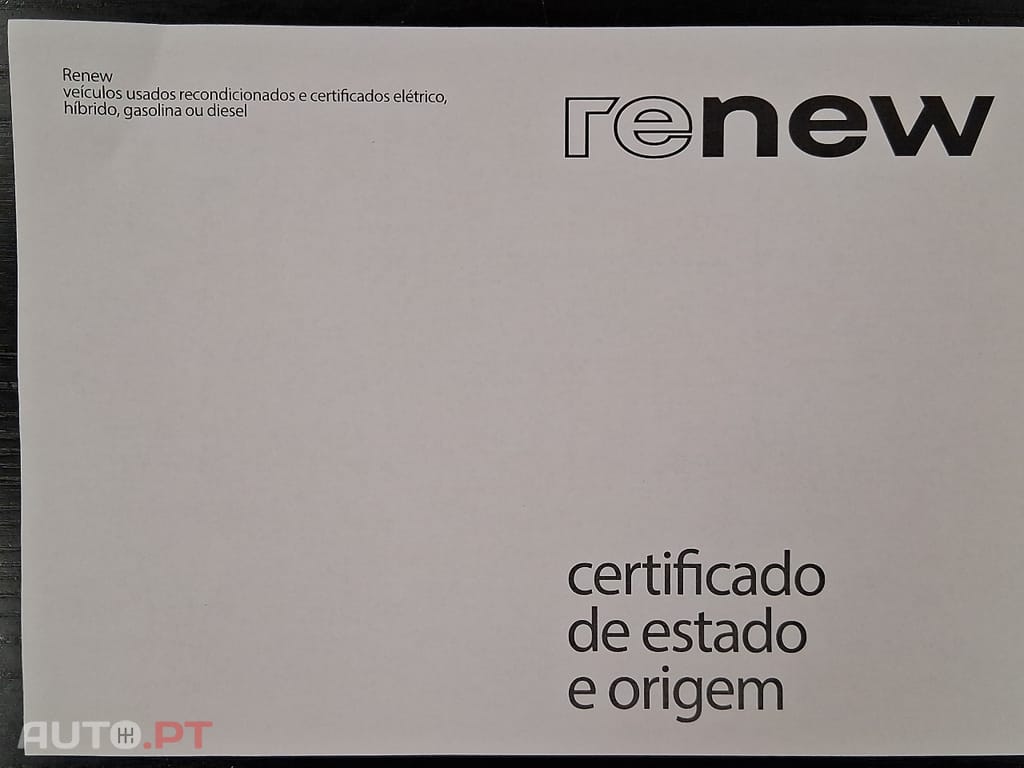 Renew
veículos usados recondicionados e certificados elétrico,
híbrido, gasolina ou diesel
renew
certificado
de estado
e origem
AUTO.PT